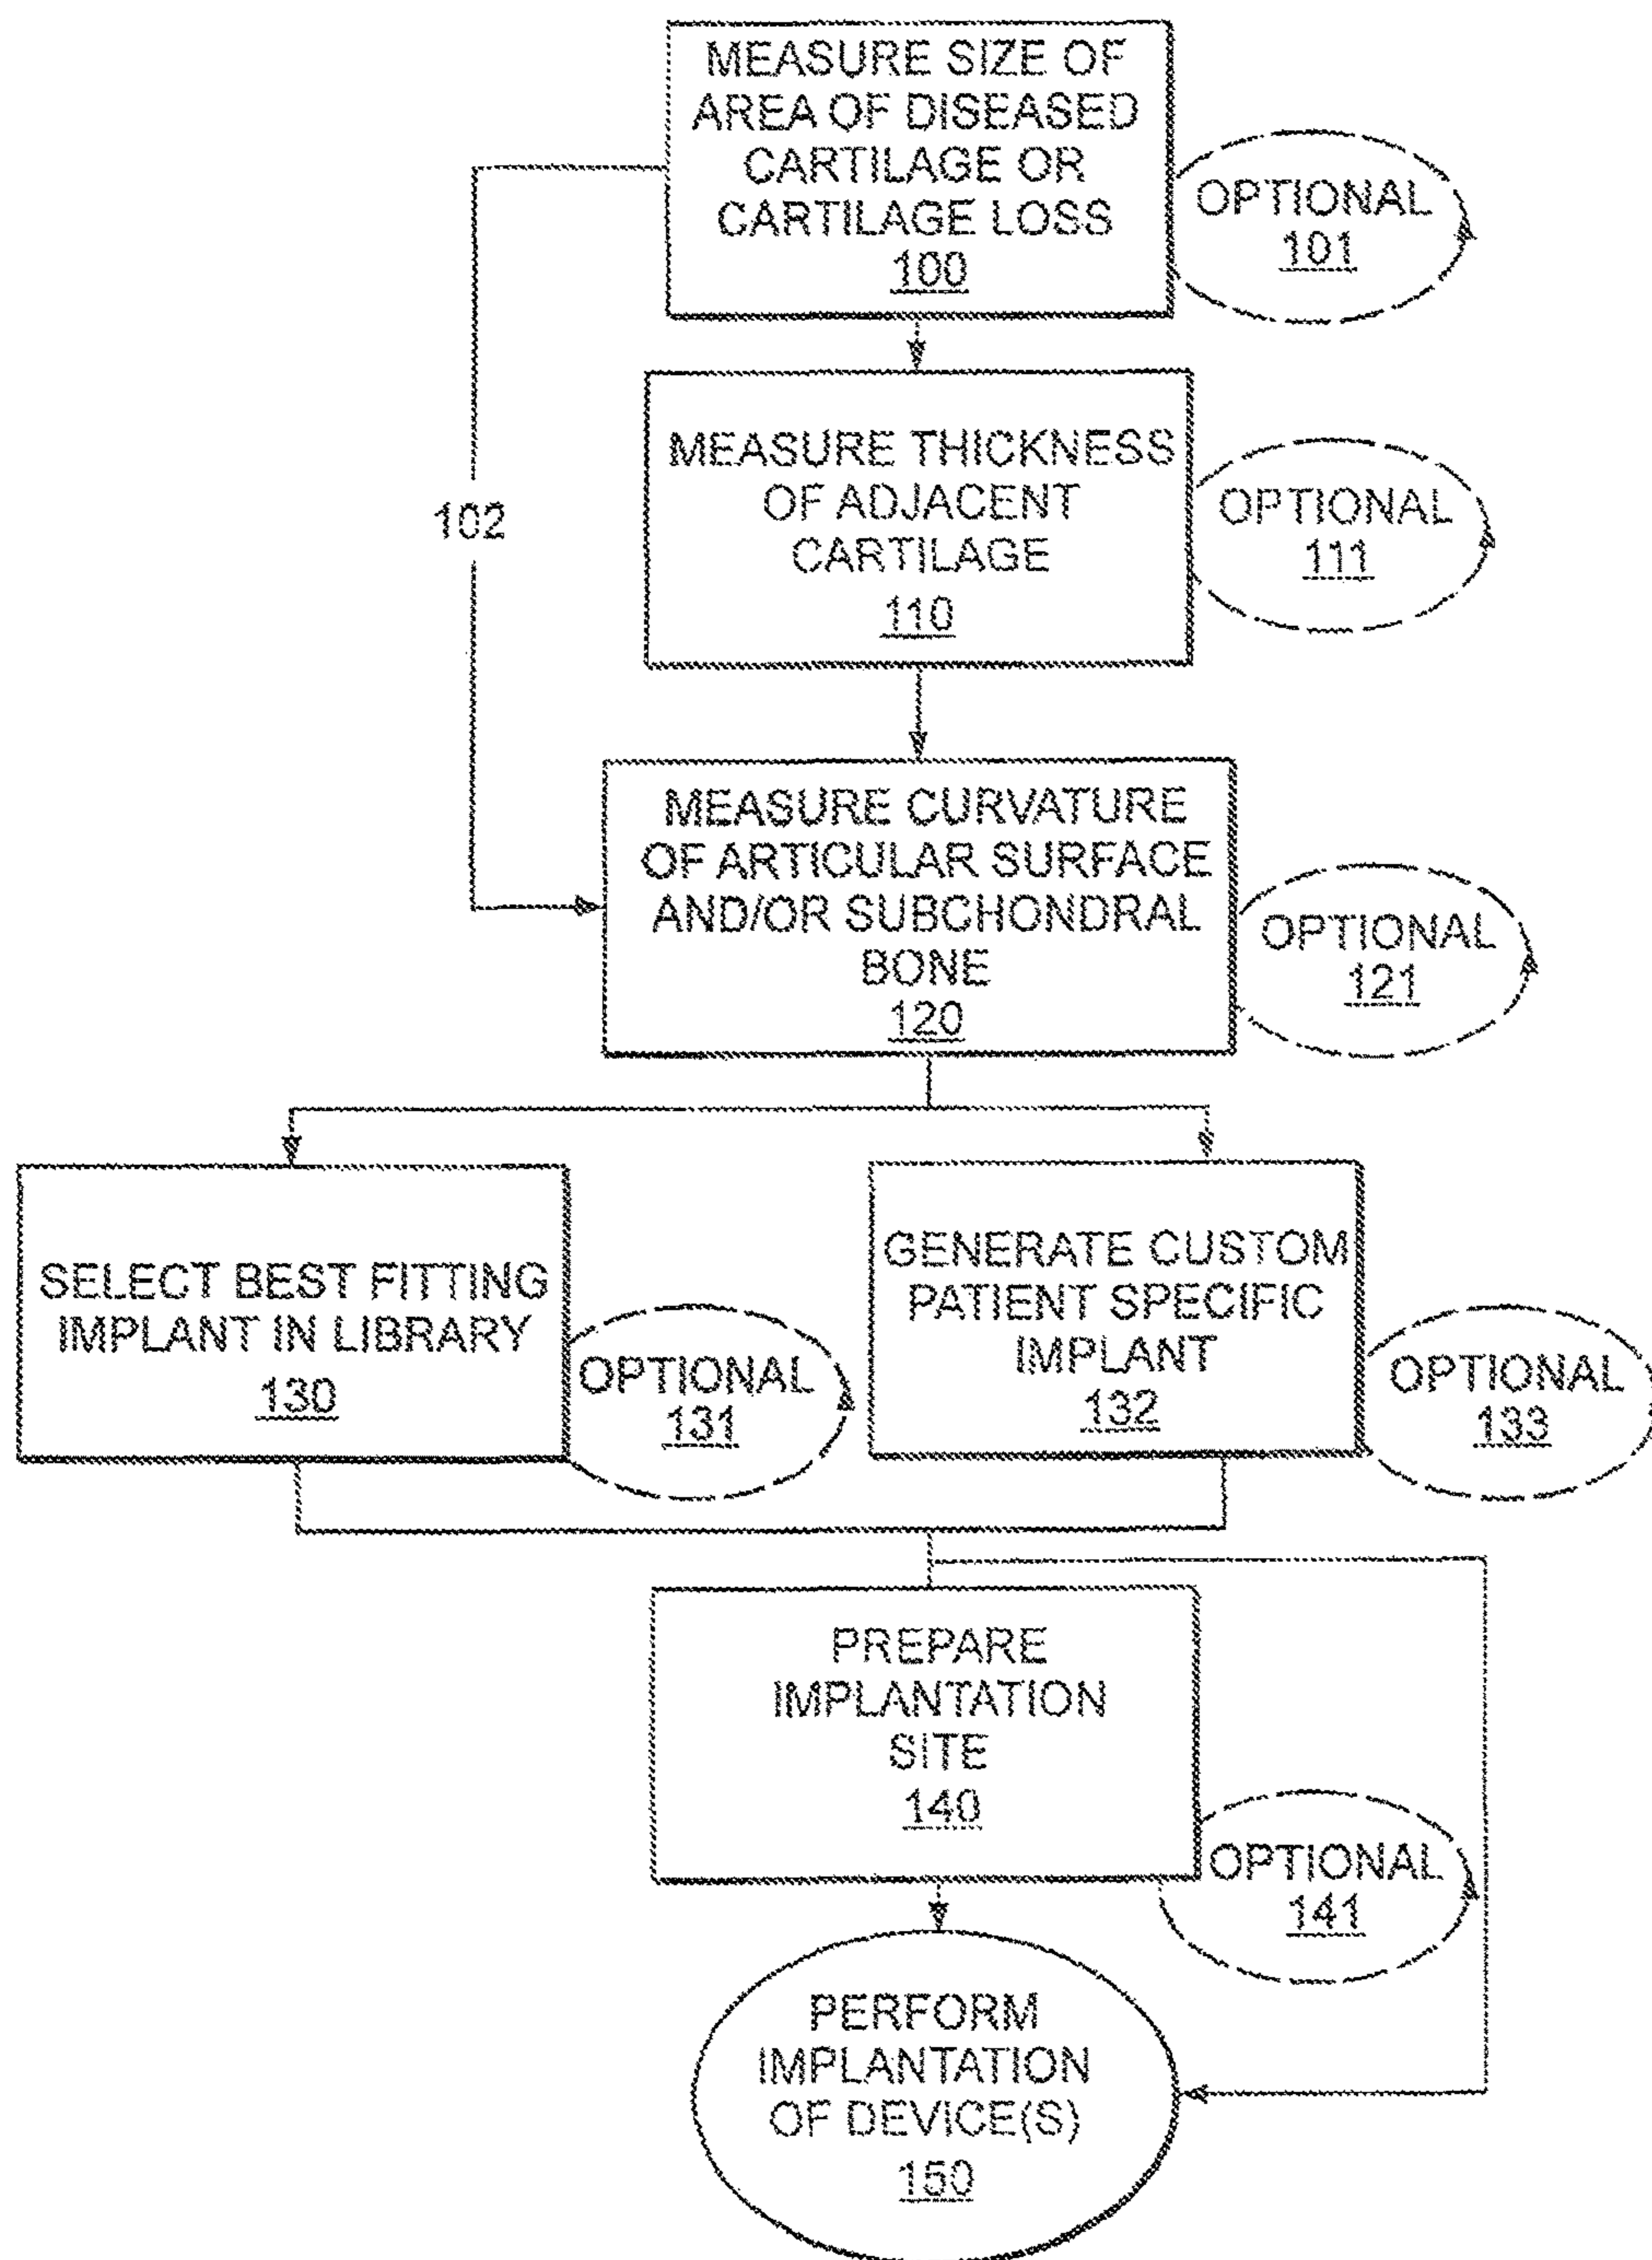 MEASURE SIZE OF
AREA OF DISEASED
CARTILAGE OR
CARTILAGE LOSS
100
OPTIONAL
101
102
MEASURE THICKNESS
OF ADJACENT
CARTILAGE
110
OPTIONAL
111
MEASURE CURVATURE
OF ARTICULAR SURFACE
AND/OR SUBCHONDRAL
BONE
120
OPTIONAL
121
SELECT BEST FITTING
IMPLANT IN LIBRARY
130
OPTIONAL
131
GENERATE CUSTOM
PATIENT SPECIFIC
IMPLANT
132
OPTIONAL
133
PREPARE
IMPLANTATION
SITE
140
OPTIONAL
141
PERFORM
IMPLANTATION
OF DEVICE(S)
150